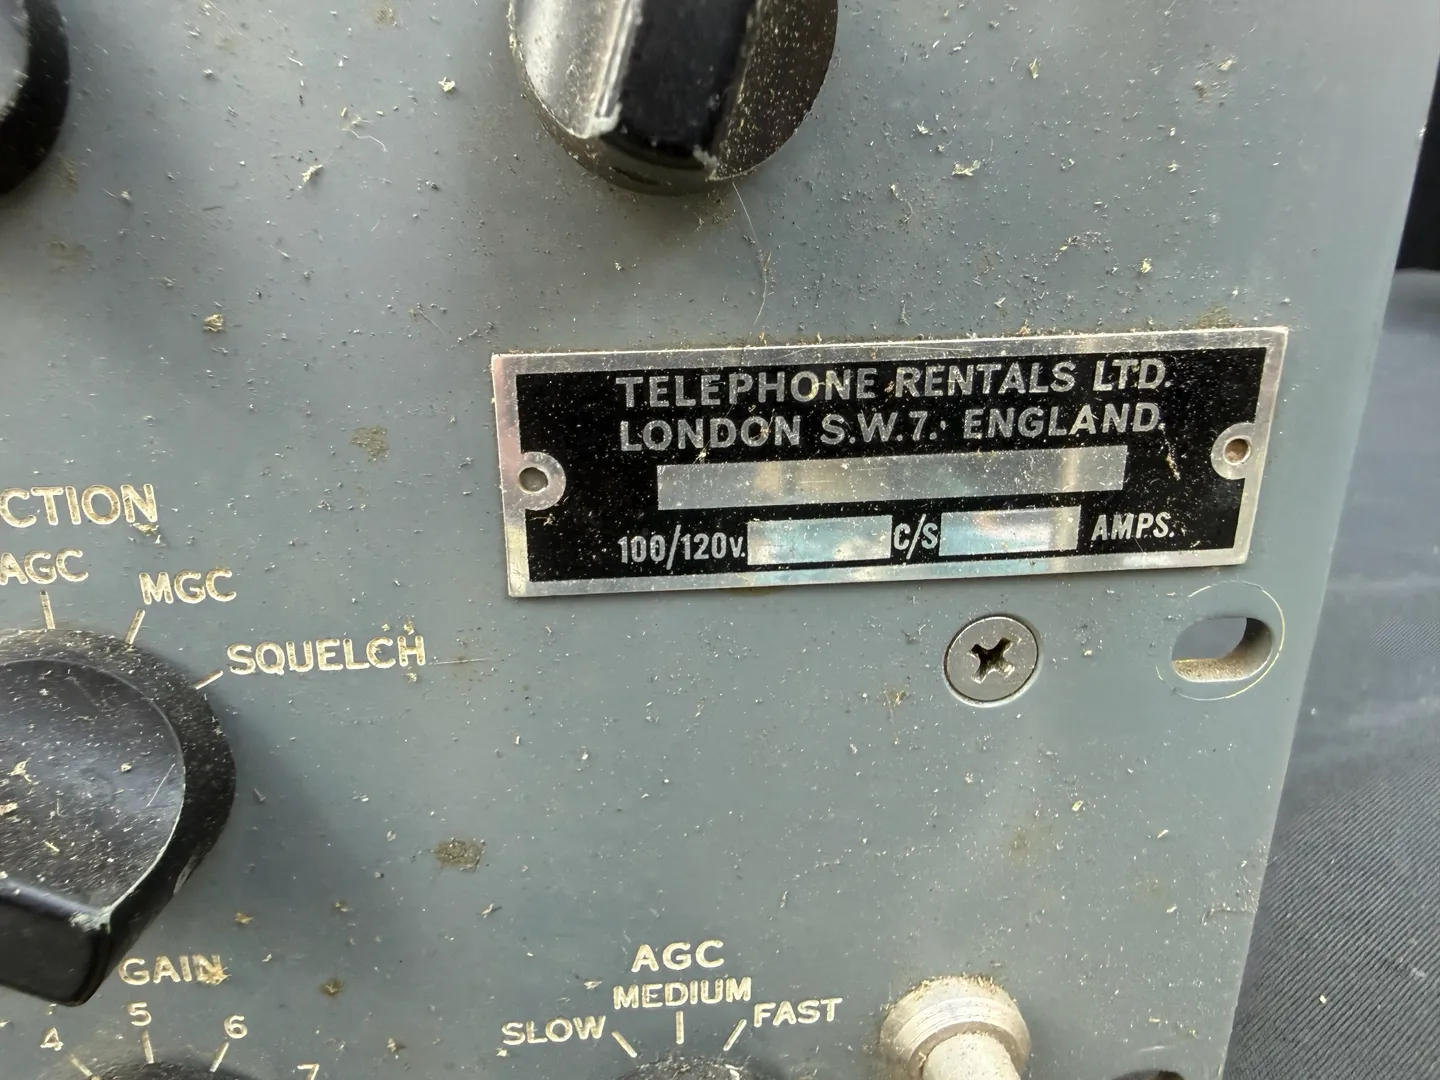 TELEPHONE RENTALS LTD.
LONDON S.W.7. ENGLAND.
100/120V. C/S AMPS.
CTION
AGC
MGC
SQUELCH
GAIN
4 5 6 7
AGC
SLOW MEDIUM FAST